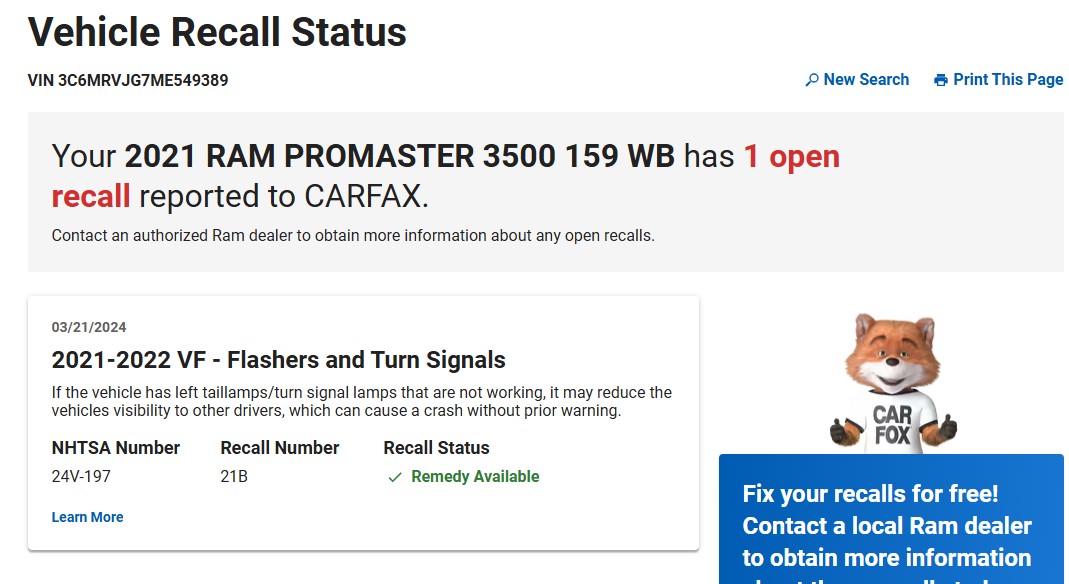 Vehicle Recall Status
VIN 3C6MRVJG7ME549389
New Search
Print This Page
Your 2021 RAM PROMASTER 3500 159 WB has 1 open
recall reported to CARFAX.
Contact an authorized Ram dealer to obtain more information about any open recalls.
03/21/2024
2021-2022 VF - Flashers and Turn Signals
If the vehicle has left taillamps/turn signal lamps that are not working, it may reduce the
vehicles visibility to other drivers, which can cause a crash without prior warning.
NHTSA Number Recall Number Recall Status
24V-197 21B Remedy Available
Learn More
CAR
FOX
Fix your recalls for free!
Contact a local Ram dealer
to obtain more information